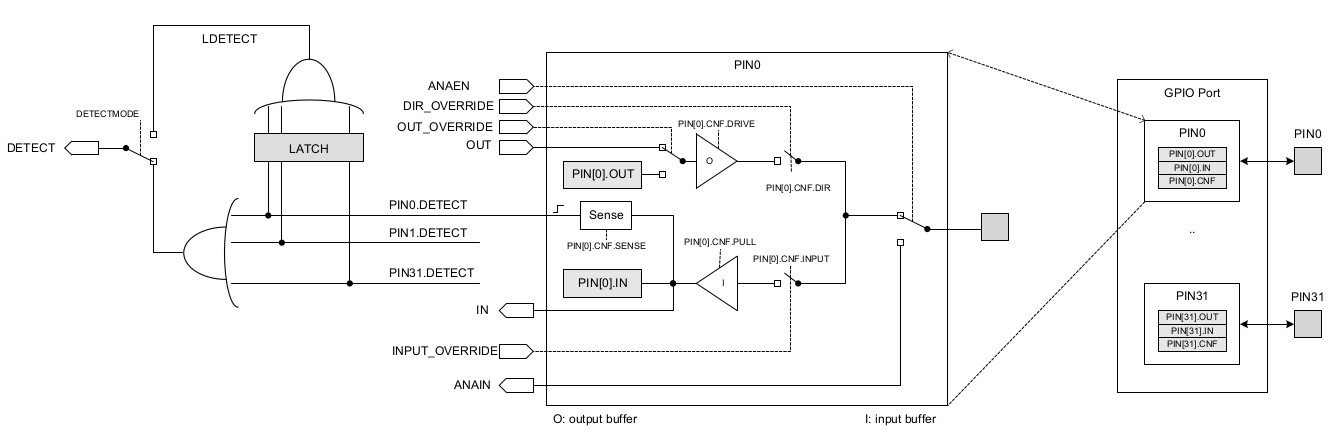 LDETECT
DETECTMODE
DETECT
LATCH
PIN0.DETECT
PIN1.DETECT
PIN31.DETECT
ANAEN
DIR_OVERRIDE
OUT_OVERRIDE
OUT
IN
INPUT_OVERRIDE
ANAIN
PIN0
PIN[0].CNF.DRIVE
O
PIN[0].OUT
PIN[0].CNF.DIR
Sense
PIN[0].CNF.SENSE
PIN[0].CNF.PULL
PIN[0].CNF.INPUT
PIN[0].IN
I
O: output buffer
I: input buffer
GPIO Port
PIN0
PIN[0].OUT
PIN[0].IN
PIN[0].CNF
PIN0
..
PIN31
PIN[31].OUT
PIN[31].IN
PIN[31].CNF
PIN31